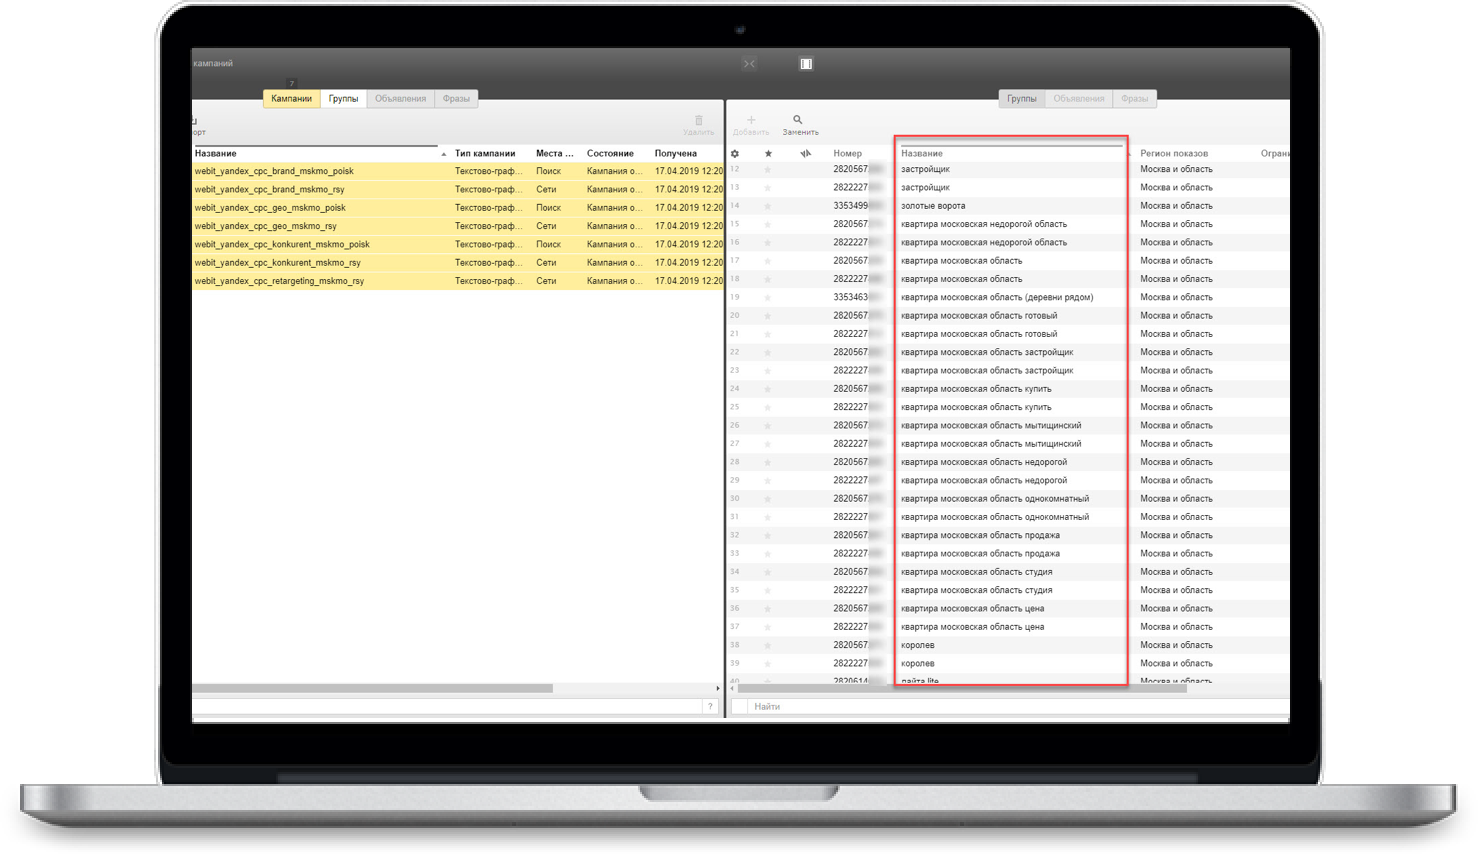 кампаний
7
Кампании Группы Объявления Фразы
Группы Объявления Фразы
орт Удалить
Добавить Заменить
Название Тип кампании Места ... Состояние Получена
webit_yandex_cpc_brand_mskmo_poisk Текстово-граф... Поиск Кампания о... 17.04.2019 12:20
webit_yandex_cpc_brand_mskmo_rsy Текстово-граф... Сети Кампания о... 17.04.2019 12:20
webit_yandex_cpc_geo_mskmo_poisk Текстово-граф... Поиск Кампания о... 17.04.2019 12:20
webit_yandex_cpc_geo_mskmo_rsy Текстово-граф... Сети Кампания о... 17.04.2019 12:20
webit_yandex_cpc_konkurent_mskmo_poisk Текстово-граф... Поиск Кампания о... 17.04.2019 12:20
webit_yandex_cpc_konkurent_mskmo_rsy Текстово-граф... Сети Кампания о... 17.04.2019 12:20
webit_yandex_cpc_retargeting_mskmo_rsy Текстово-граф... Сети Кампания о... 17.04.2019 12:20
?
Номер Название Регион показов Ограни
12 2820567 застройщик Москва и область
13 2822227 застройщик Москва и область
14 3353499 золотые ворота Москва и область
15 2820567 квартира московская недорогой область Москва и область
16 2822227 квартира московская недорогой область Москва и область
17 2820567 квартира московская область Москва и область
18 2822227 квартира московская область Москва и область
19 3353463 квартира московская область (деревни рядом) Москва и область
20 2820567 квартира московская область готовый Москва и область
21 2822227 квартира московская область готовый Москва и область
22 2820567 квартира московская область застройщик Москва и область
23 2822227 квартира московская область застройщик Москва и область
24 2820567 квартира московская область купить Москва и область
25 2822227 квартира московская область купить Москва и область
26 2820567 квартира московская область мытищинский Москва и область
27 2822227 квартира московская область мытищинский Москва и область
28 2820567 квартира московская область недорогой Москва и область
29 2822227 квартира московская область недорогой Москва и область
30 2820567 квартира московская область однокомнатный Москва и область
31 2822227 квартира московская область однокомнатный Москва и область
32 2820567 квартира московская область продажа Москва и область
33 2822227 квартира московская область продажа Москва и область
34 2820567 квартира московская область студия Москва и область
35 2822227 квартира московская область студия Москва и область
36 2820567 квартира московская область цена Москва и область
37 2822227 квартира московская область цена Москва и область
38 2820567 королев Москва и область
39 2822227 королев Москва и область
40 2820614 лайта lite Москва и область
Найти